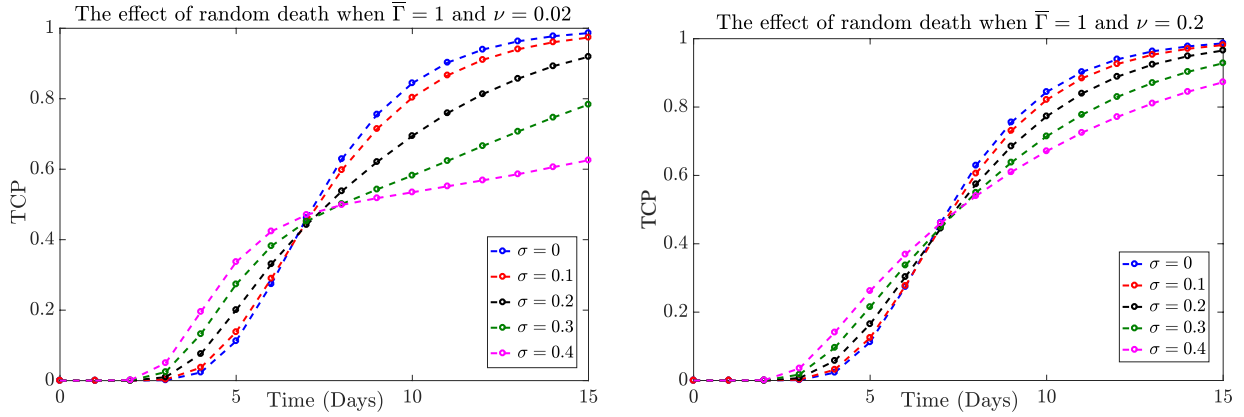 The effect of random death when Γ̅ = 1 and ν = 0.02
1
0.8
0.6
0.4
0.2
0
TCP
0
5
10
15
Time (Days)
σ = 0
σ = 0.1
σ = 0.2
σ = 0.3
σ = 0.4
The effect of random death when Γ̅ = 1 and ν = 0.2
1
0.8
0.6
0.4
0.2
0
TCP
0
5
10
15
Time (Days)
σ = 0
σ = 0.1
σ = 0.2
σ = 0.3
σ = 0.4